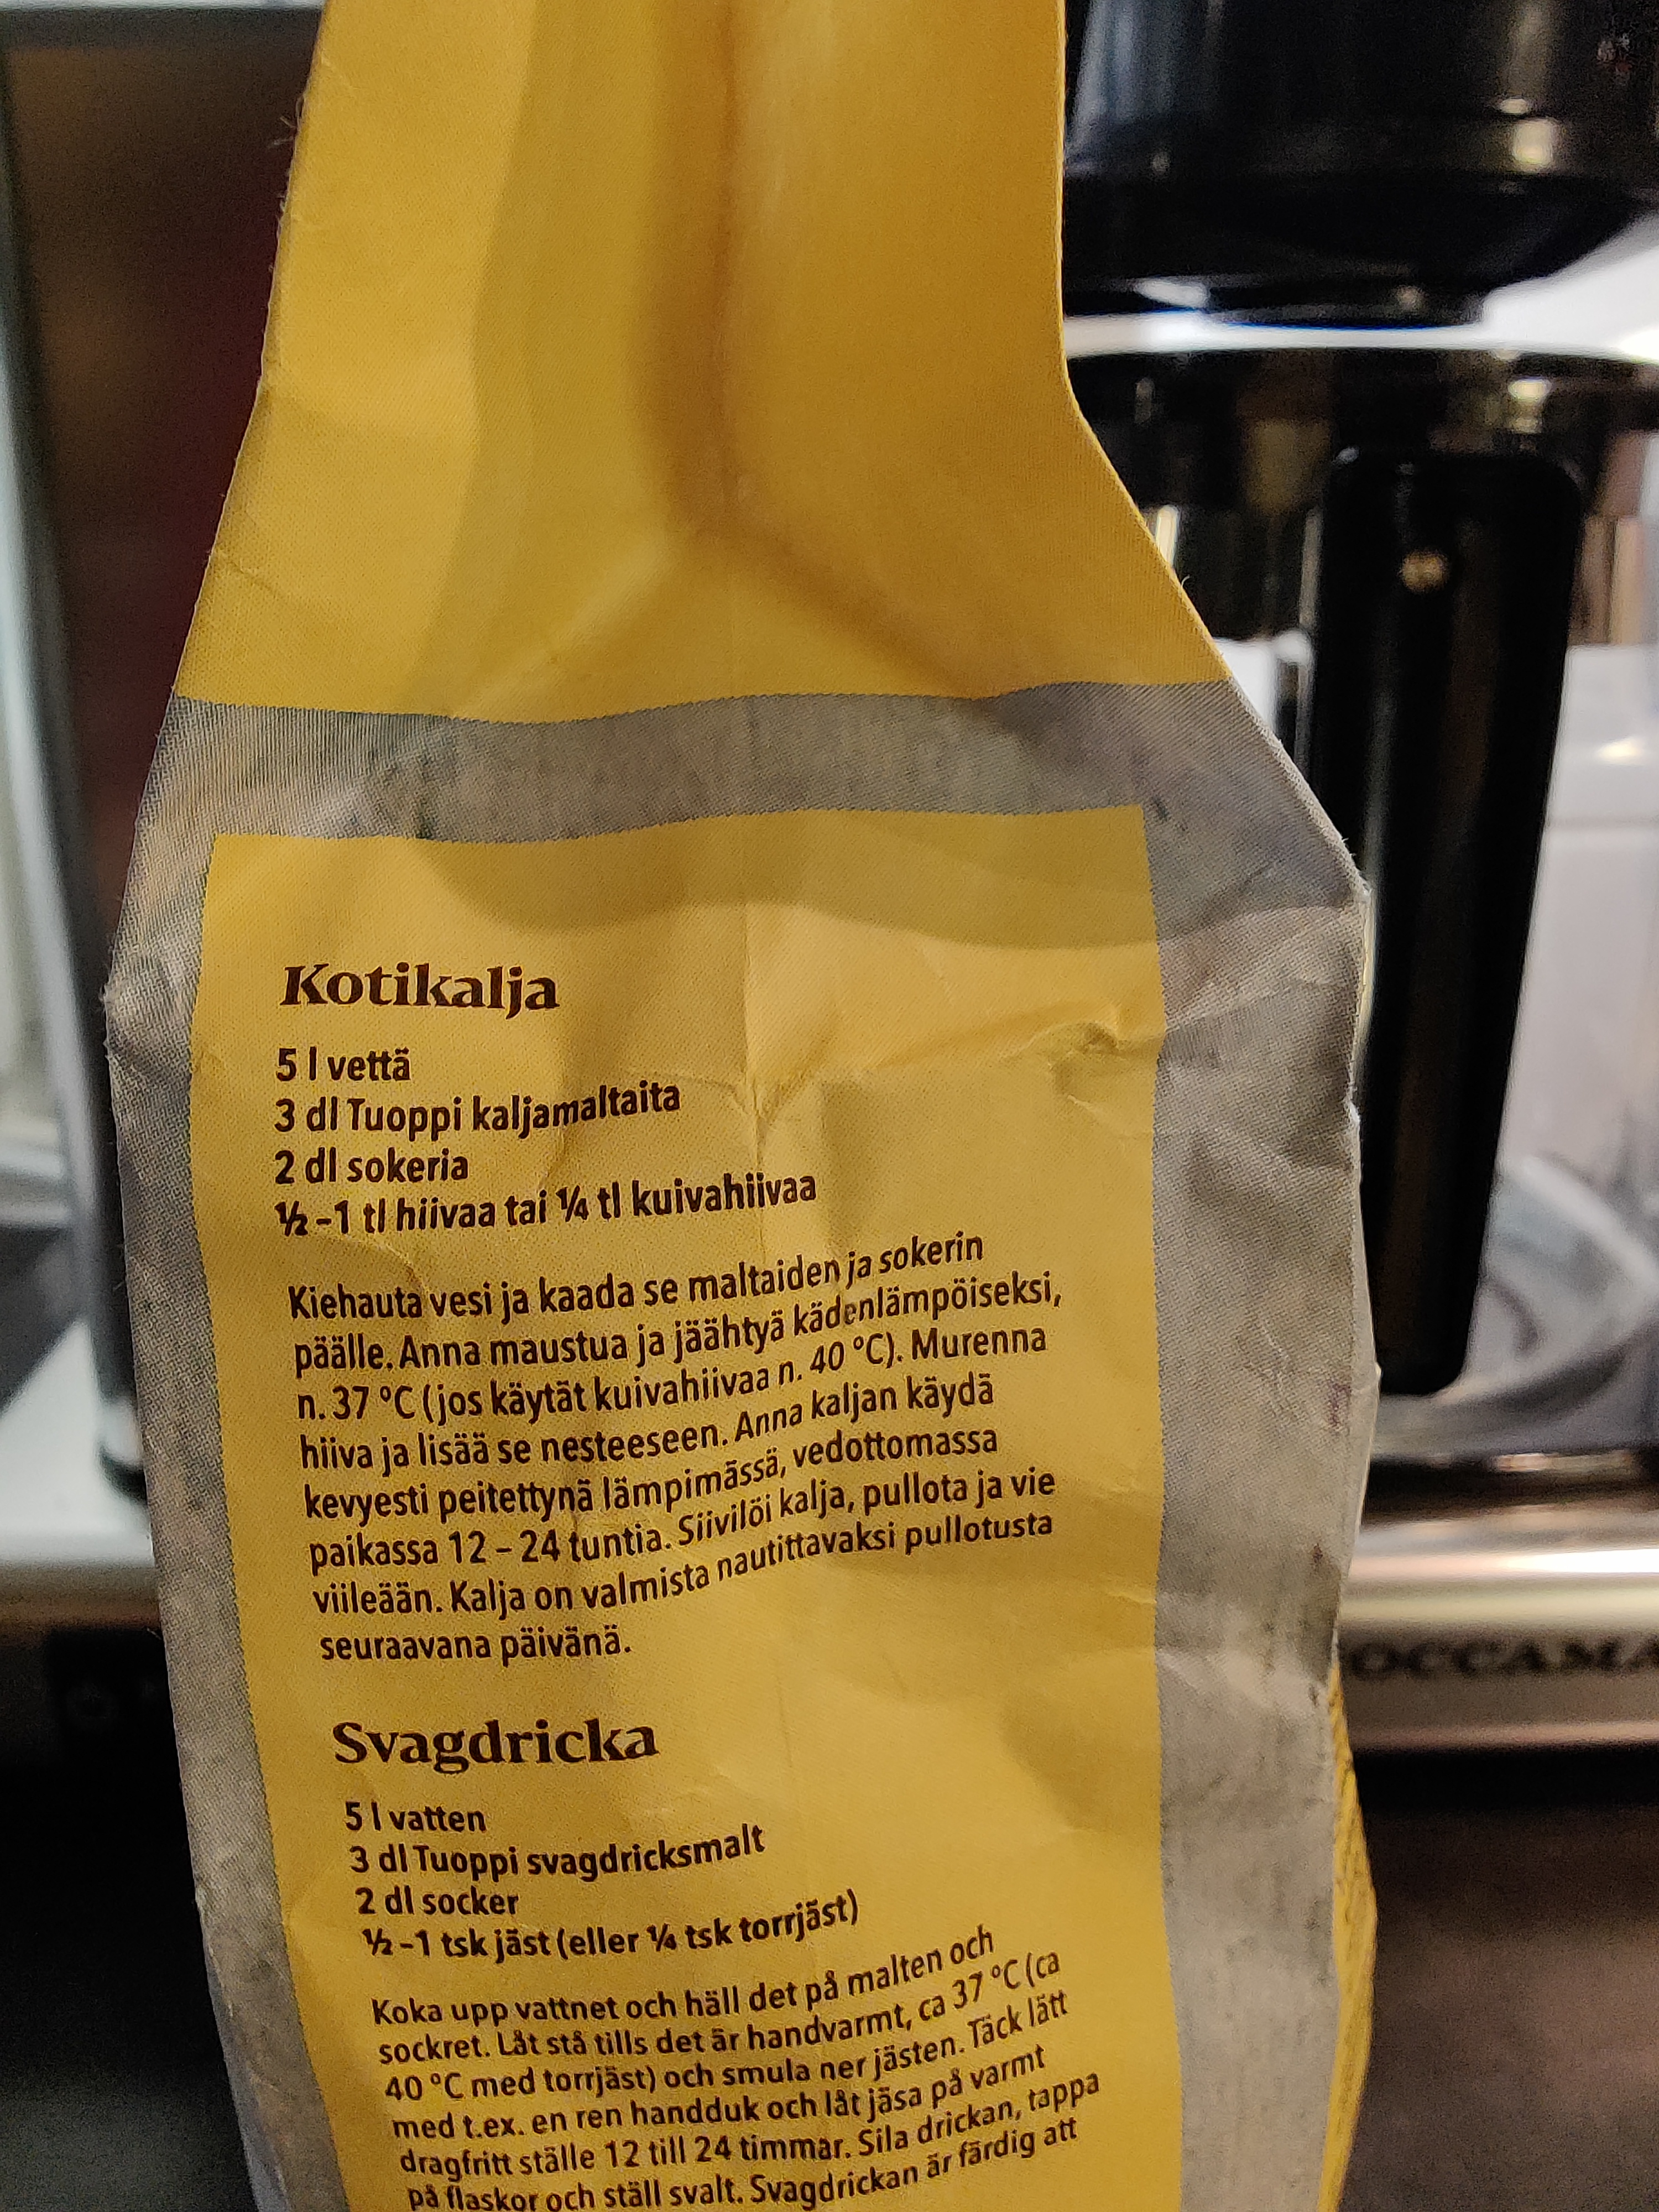 Kotikalja
5 l vettä
3 dl Tuoppi kaljamaltaita
2 dl sokeria
½ -1 tl hiivaa tai ¼ tl kuivahiivaa
Kiehauta vesi ja kaada se maltaiden ja sokerin
päälle. Anna maustua ja jäähtyä kädenlämpöiseksi,
n. 37 °C (jos käytät kuivahiivaa n. 40 °C). Murenna
hiiva ja lisää se nesteeseen. Anna kaljan käydä
kevyesti peitettynä lämpimässä, vedottomassa
paikassa 12 – 24 tuntia. Siivilöi kalja, pullota ja vie
viileään. Kalja on valmista nautittavaksi pullotusta
seuraavana päivänä.
Svagdricka
5 l vatten
3 dl Tuoppi svagdricksmalt
2 dl socker
½ -1 tsk jäst (eller ¼ tsk torrjäst)
Koka upp vattnet och häll det på malten och
sockret. Låt stå tills det är handvarmt, ca 37 °C (ca
40 °C med torrjäst) och smula ner jästen. Täck lätt
med t.ex. en ren handduk och låt jäsa på varmt
dragfritt ställe 12 till 24 timmar. Sila drickan, tappa
på flaskor och ställ svalt. Svagdrickan är färdig att
OCCAMA